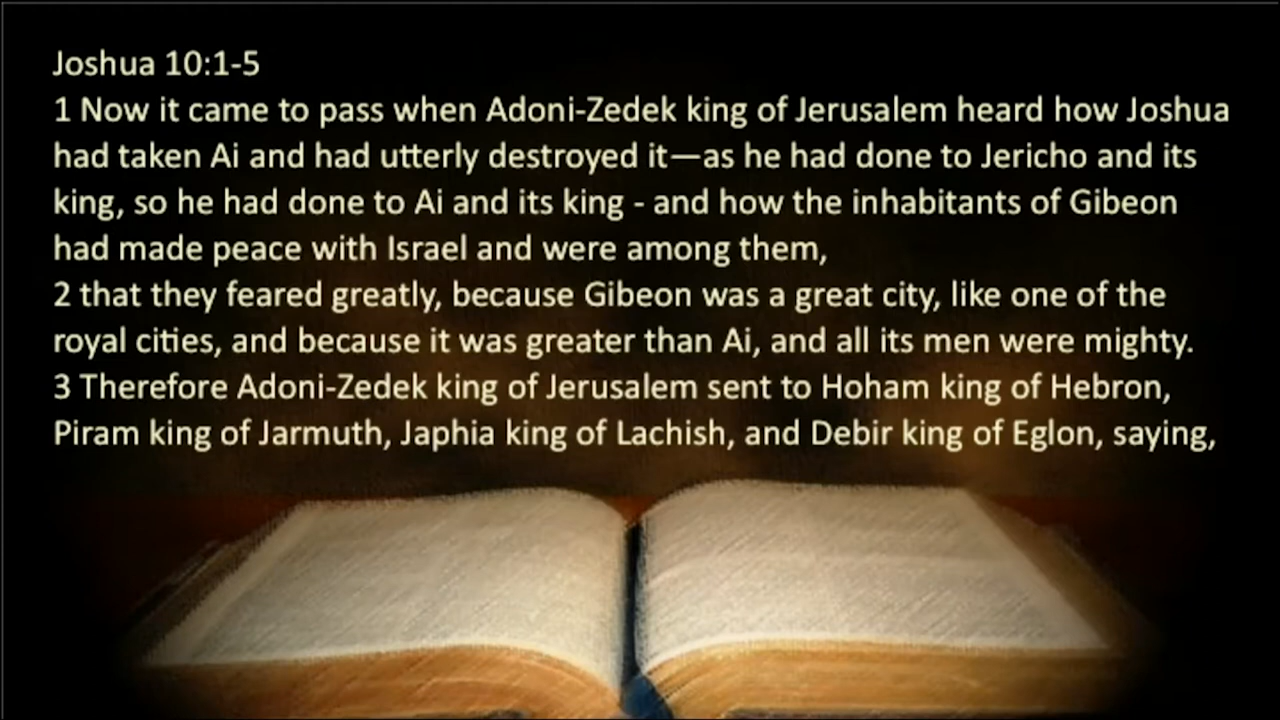 Joshua 10:1-5
1 Now it came to pass when Adoni-Zedek king of Jerusalem heard how Joshua
had taken Ai and had utterly destroyed it—as he had done to Jericho and its
king, so he had done to Ai and its king - and how the inhabitants of Gibeon
had made peace with Israel and were among them,
2 that they feared greatly, because Gibeon was a great city, like one of the
royal cities, and because it was greater than Ai, and all its men were mighty.
3 Therefore Adoni-Zedek king of Jerusalem sent to Hoham king of Hebron,
Piram king of Jarmuth, Japhia king of Lachish, and Debir king of Eglon, saying,